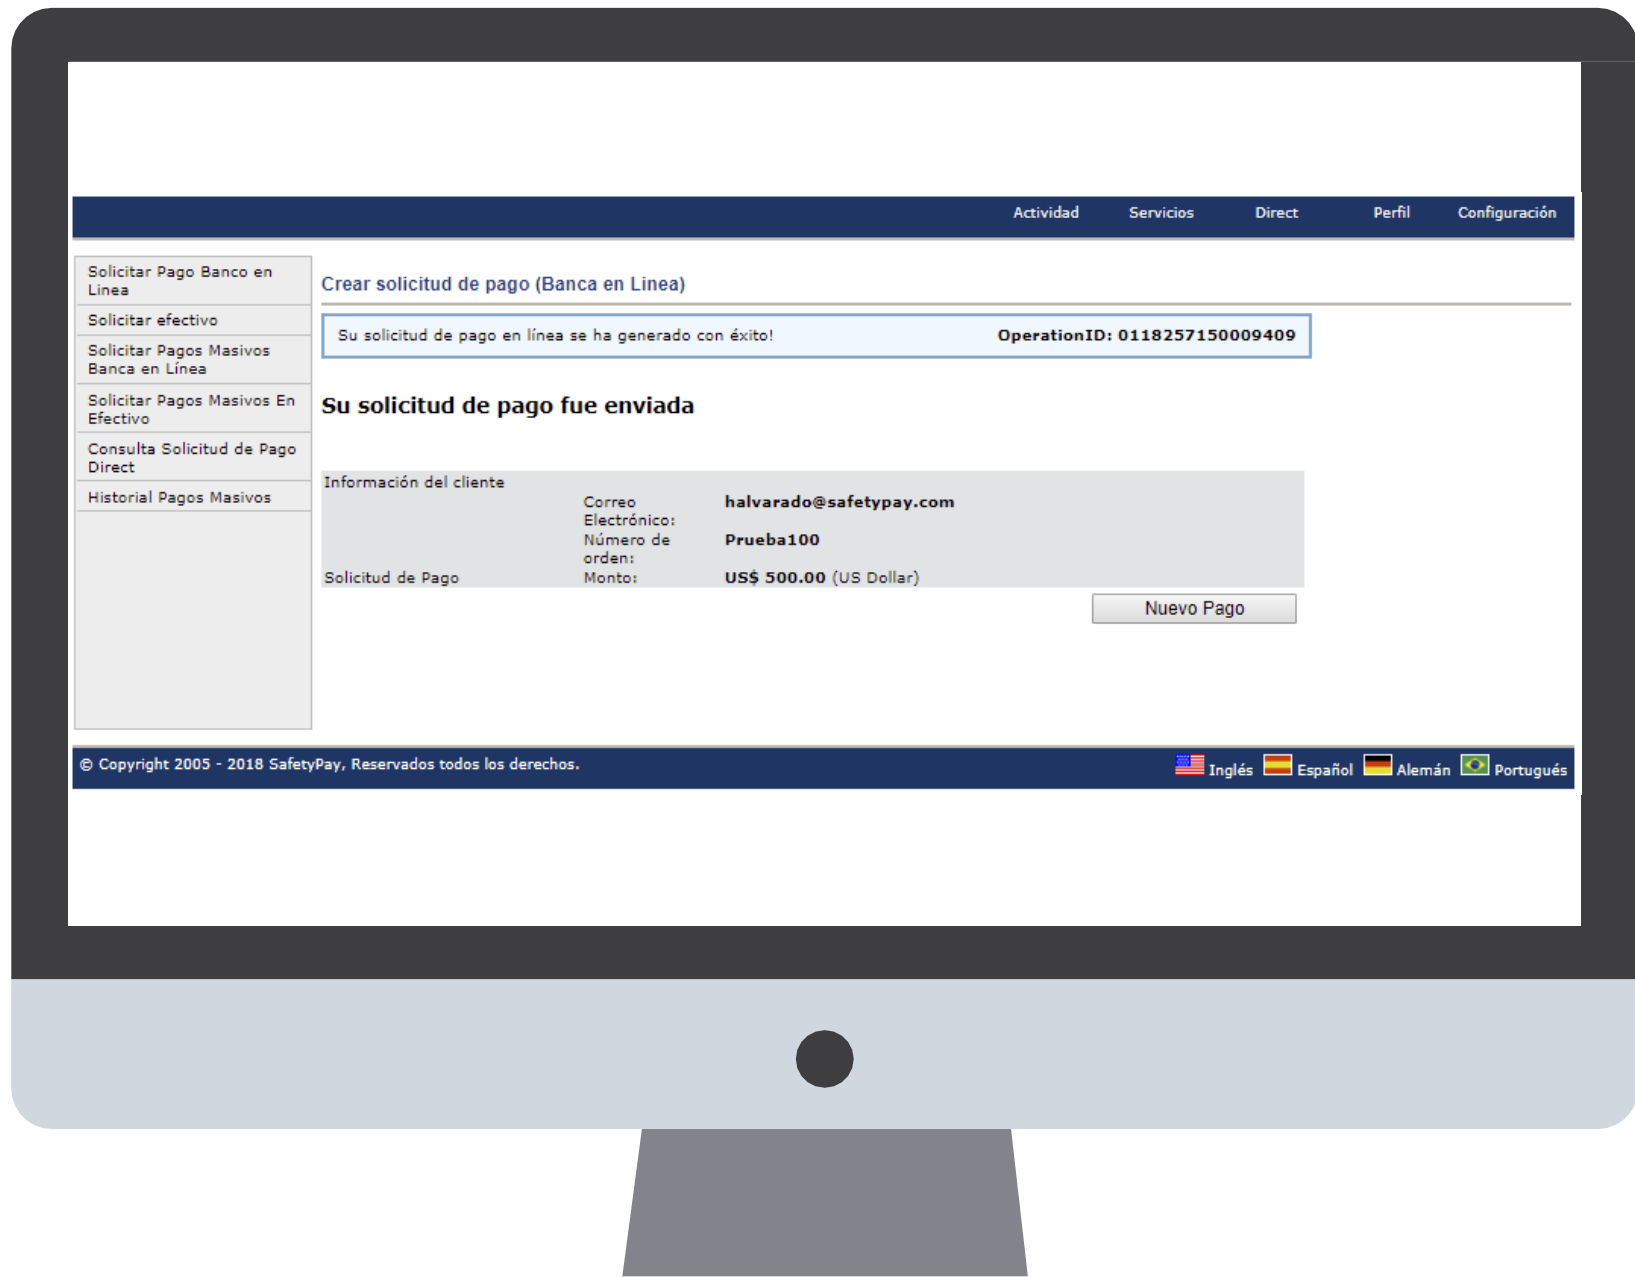 Actividad Servicios Direct Perfil Configuración
Solicitar Pago Banco en
Linea
Solicitar efectivo
Solicitar Pagos Masivos
Banca en Línea
Solicitar Pagos Masivos En
Efectivo
Consulta Solicitud de Pago
Direct
Historial Pagos Masivos
Crear solicitud de pago (Banca en Linea)
Su solicitud de pago en línea se ha generado con éxito! OperationID: 0118257150009409
Su solicitud de pago fue enviada
Información del cliente
Correo halvarado@safetypay.com
Electrónico:
Número de Prueba100
orden:
Solicitud de Pago Monto: US$ 500.00 (US Dollar)
Nuevo Pago
© Copyright 2005 - 2018 SafetyPay, Reservados todos los derechos. Inglés Español Alemán Portugués